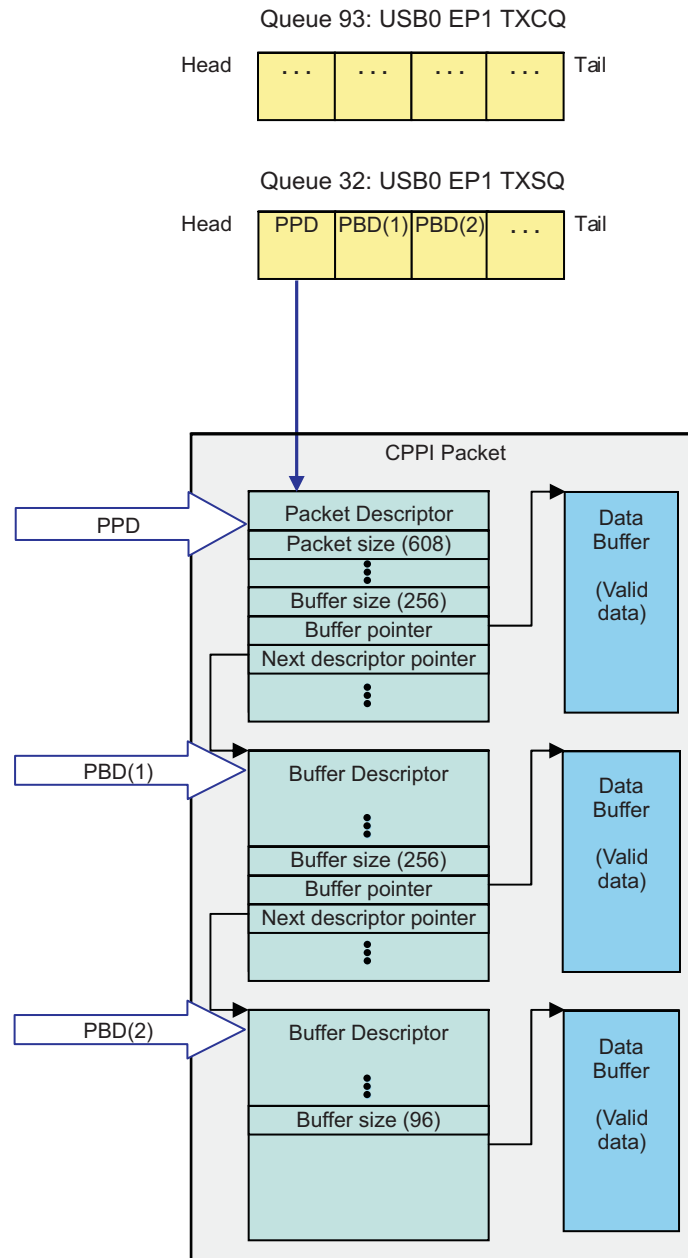 Queue 93: USB0 EP1 TXCQ
Head ... ... ... ... Tail
Queue 32: USB0 EP1 TXSQ
Head PPD PBD(1) PBD(2) ... Tail
CPPI Packet
PPD
Packet Descriptor
Packet size (608)
Buffer size (256)
Buffer pointer
Next descriptor pointer
Data
Buffer
(Valid
data)
PBD(1)
Buffer Descriptor
Buffer size (256)
Buffer pointer
Next descriptor pointer
Data
Buffer
(Valid
data)
PBD(2)
Buffer Descriptor
Buffer size (96)
Data
Buffer
(Valid
data)